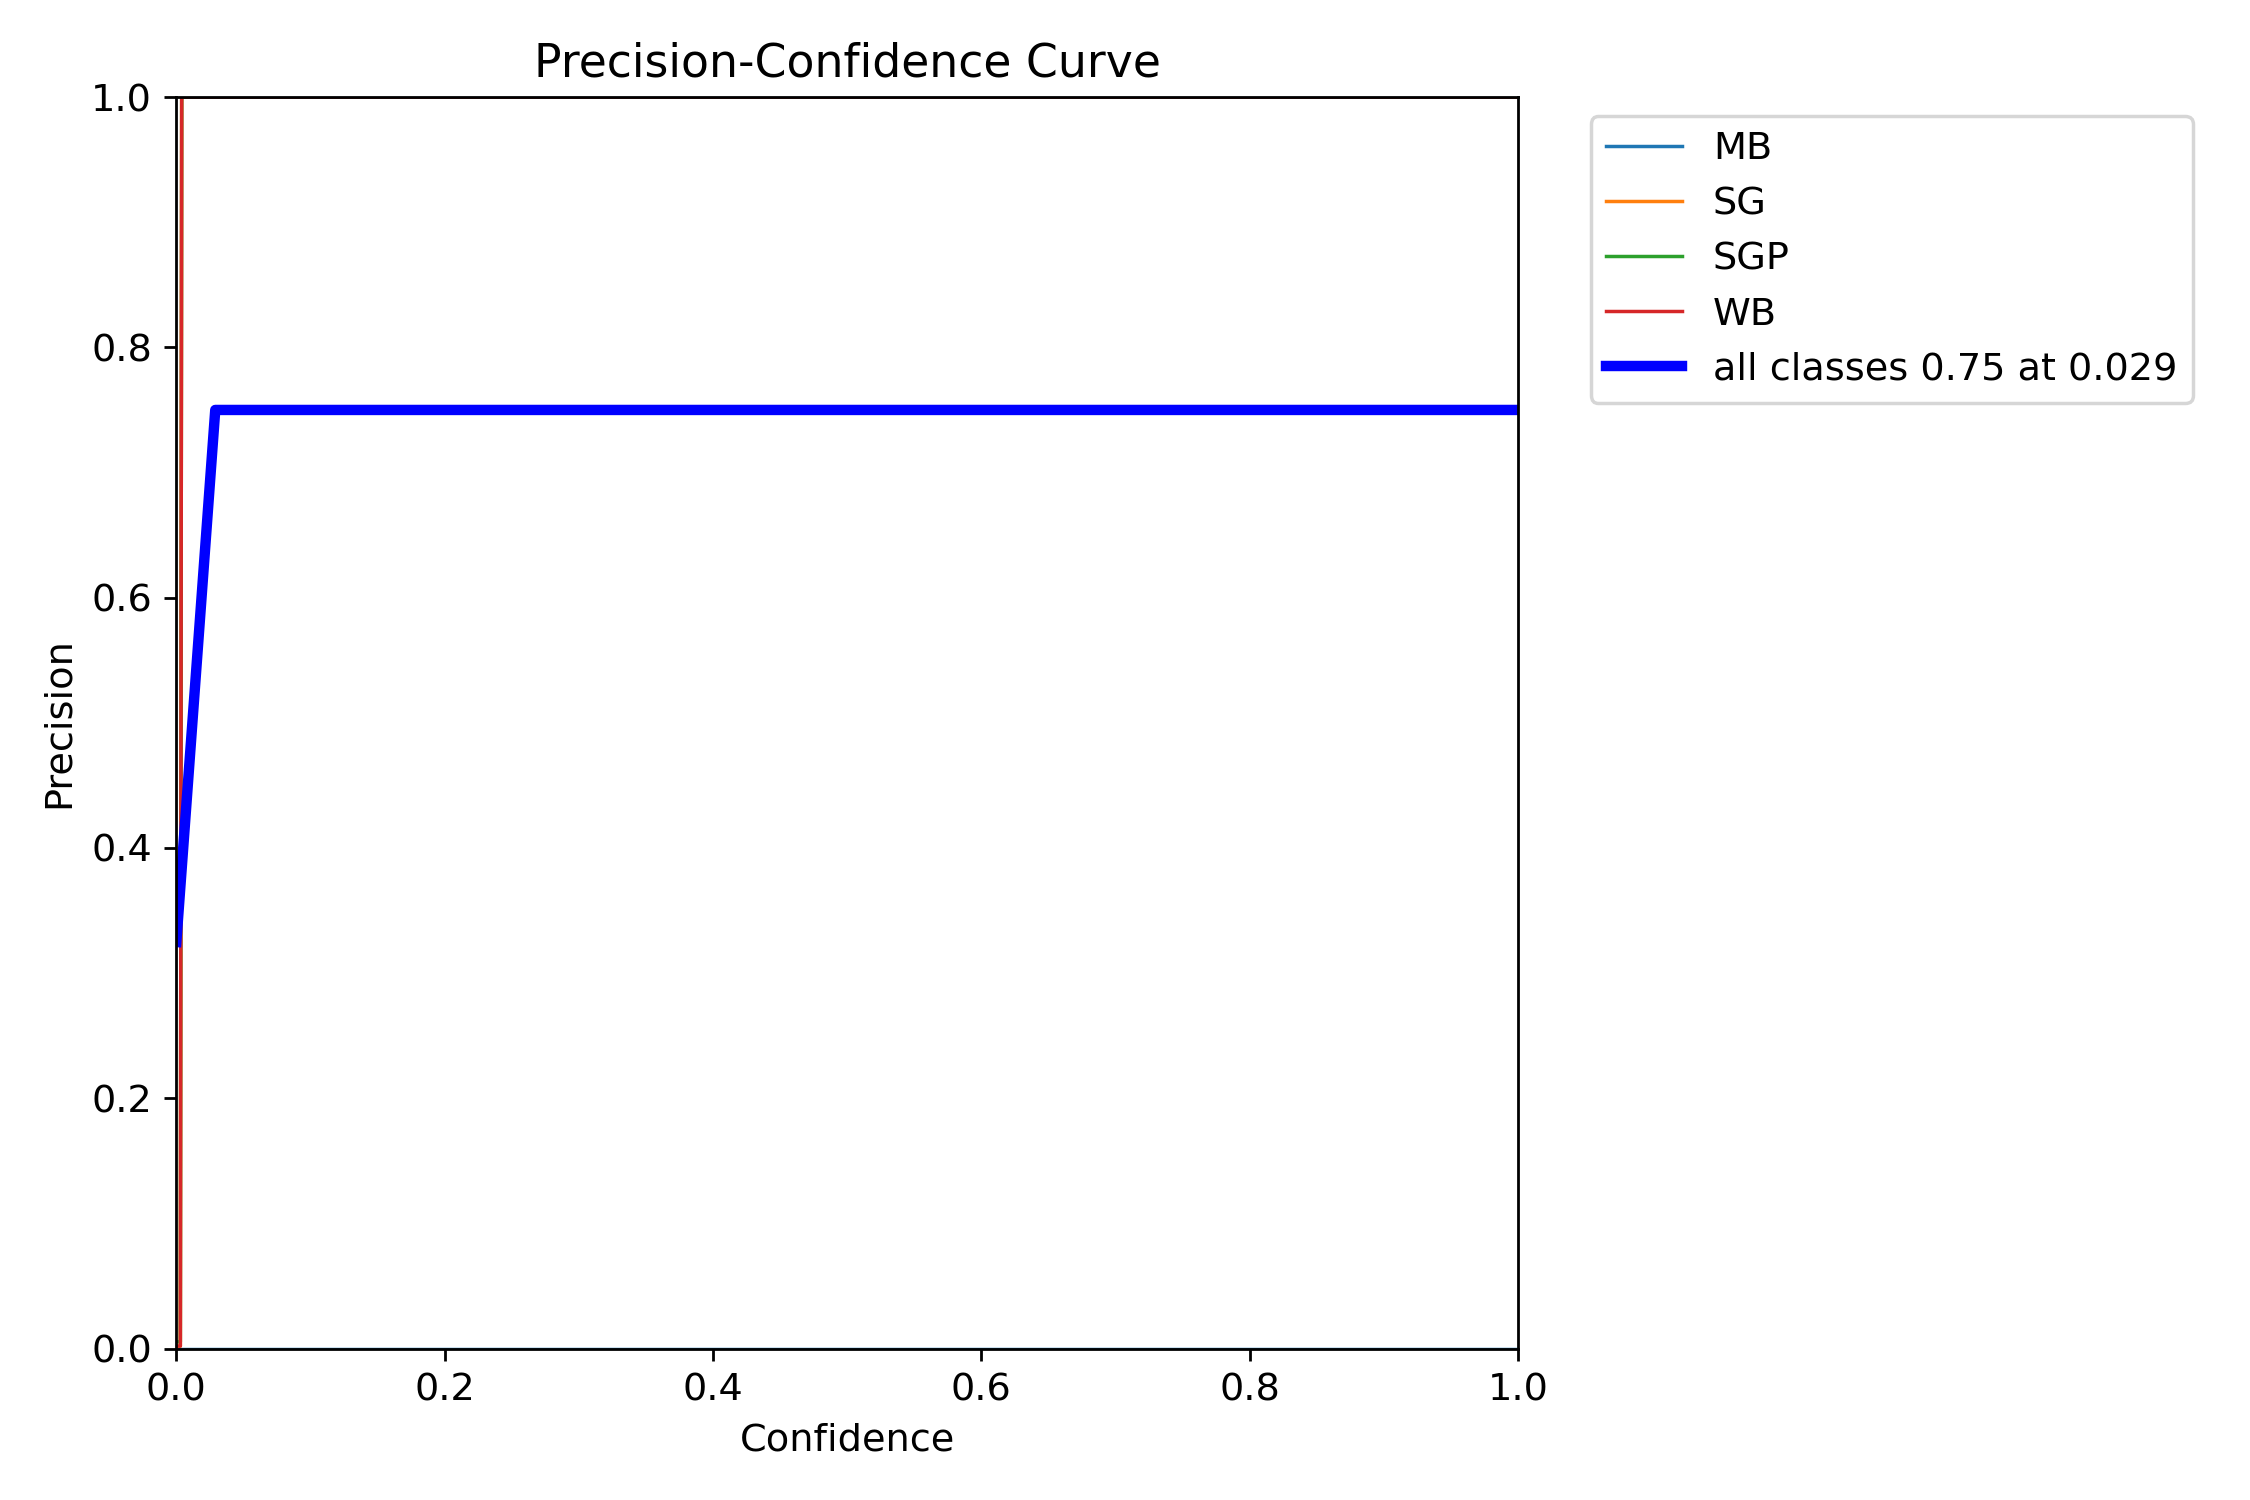 Precision-Confidence Curve
1.0
0.8
0.6
0.4
0.2
0.0
Precision
0.0 0.2 0.4 0.6 0.8 1.0
Confidence
MB
SG
SGP
WB
all classes 0.75 at 0.029